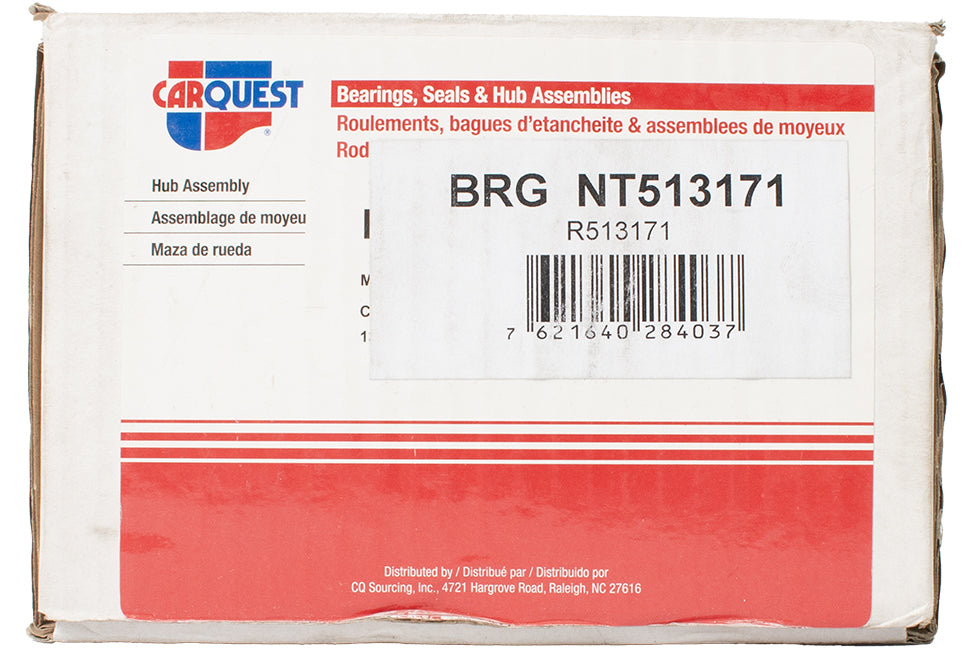 CARQUEST
®
Bearings, Seals & Hub Assemblies
Roulements, bagues d'etancheite & assemblees de moyeux
Hub Assembly
Assemblage de moyeu
Maza de rueda
BRG NT513171
R513171
7 621640 284037
Distributed by / Distribué par / Distribuido por
CQ Sourcing, Inc., 4721 Hargrove Road, Raleigh, NC 27616